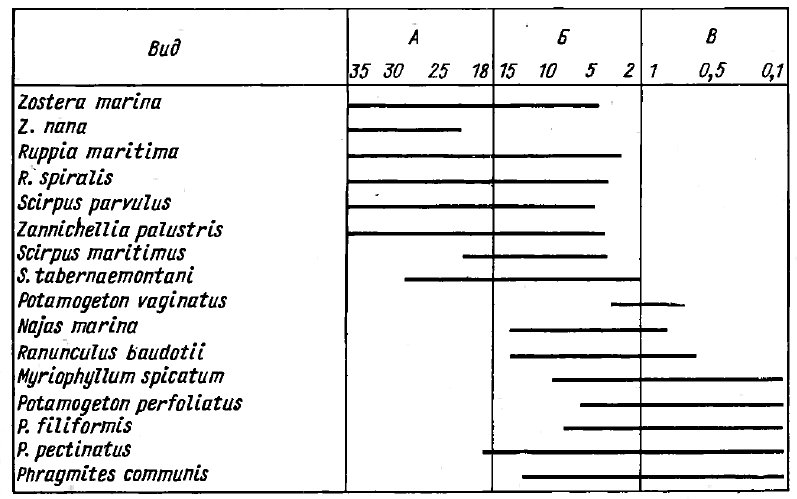 Вид А Б В
35 30 25 18 15 10 5 2 1 0,5 0,1
Zostera marina
Z. nana
Ruppia maritima
R. spiralis
Scirpus parvulus
Zannichellia palustris
Scirpus maritimus
S. tabernaemontani
Potamogeton vaginatus
Najas marina
Ranunculus baudotii
Myriophyllum spicatum
Potamogeton perfoliatus
P. filiformis
P. pectinatus
Phragmites communis